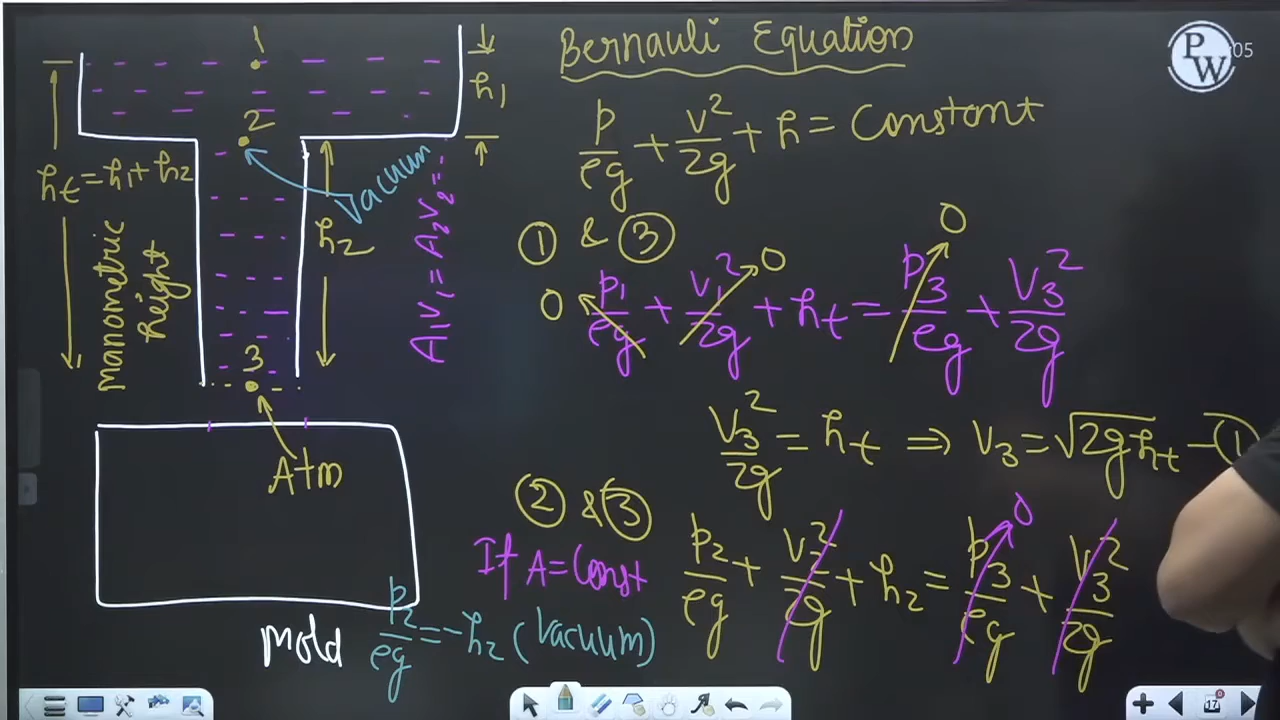 Bernauli Equation
PW
05
p/ρg + v²/2g + h = Constant
1
h₁
2
hₜ = h₁ + h₂
Vacuum
A₁V₁ = A₂V₂ =
h₂
manometric
height
3
Atm
① & ③
0 p₁/ρg + v₁²/2g 0 + hₜ = p₃/ρg 0 + V₃²/2g
V₃²/2g = hₜ ⇒ V₃ = √2ghₜ —①
② & ③
If A = Const
p₂/ρg + V₂²/2g + h₂ = p₃/ρg 0 + V₃²/2g
mold
p₂/ρg = -h₂ (Vacuum)
17